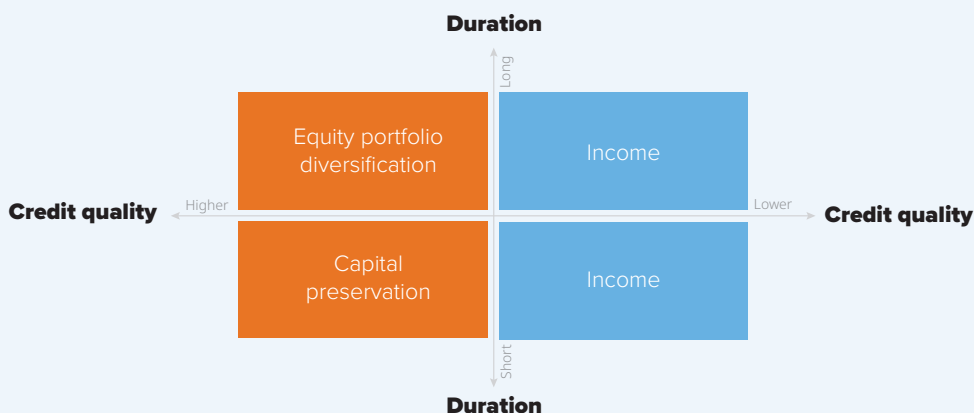 Duration
Long
Equity portfolio
diversification
Income
Credit quality
Higher
Lower
Credit quality
Capital
preservation
Income
Short
Duration